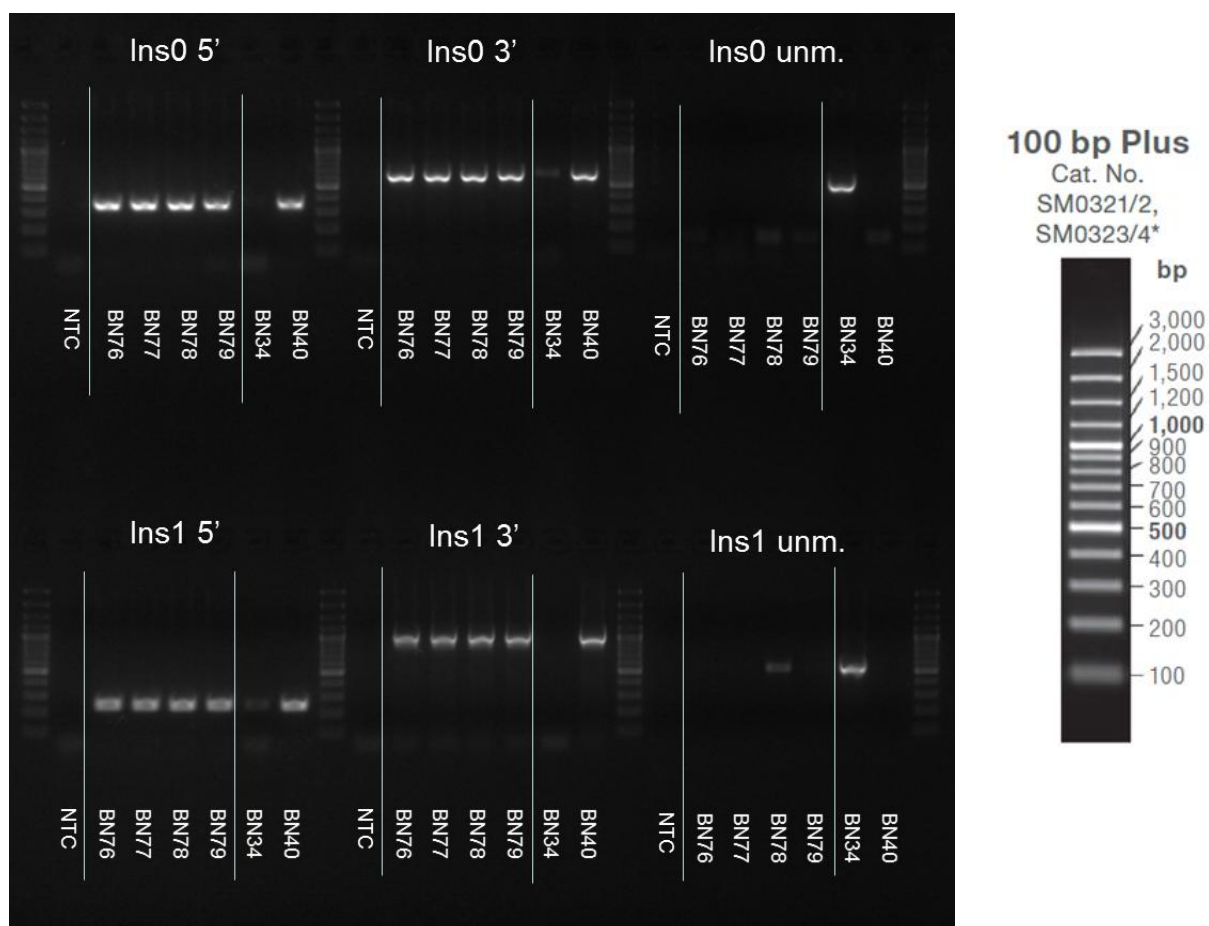 Ins0 5’
Ins0 3’
Ins0 unm.
NTC
BN76
BN77
BN78
BN79
BN34
BN40
NTC
BN76
BN77
BN78
BN79
BN34
BN40
NTC
BN76
BN77
BN78
BN79
BN34
BN40
Ins1 5’
Ins1 3’
Ins1 unm.
NTC
BN76
BN77
BN78
BN79
BN34
BN40
NTC
BN76
BN77
BN78
BN79
BN34
BN40
NTC
BN76
BN77
BN78
BN79
BN34
BN40
100 bp Plus
Cat. No.
SM0321/2,
SM0323/4*
bp
3,000
2,000
1,500
1,200
1,000
900
800
700
600
500
400
300
200
100